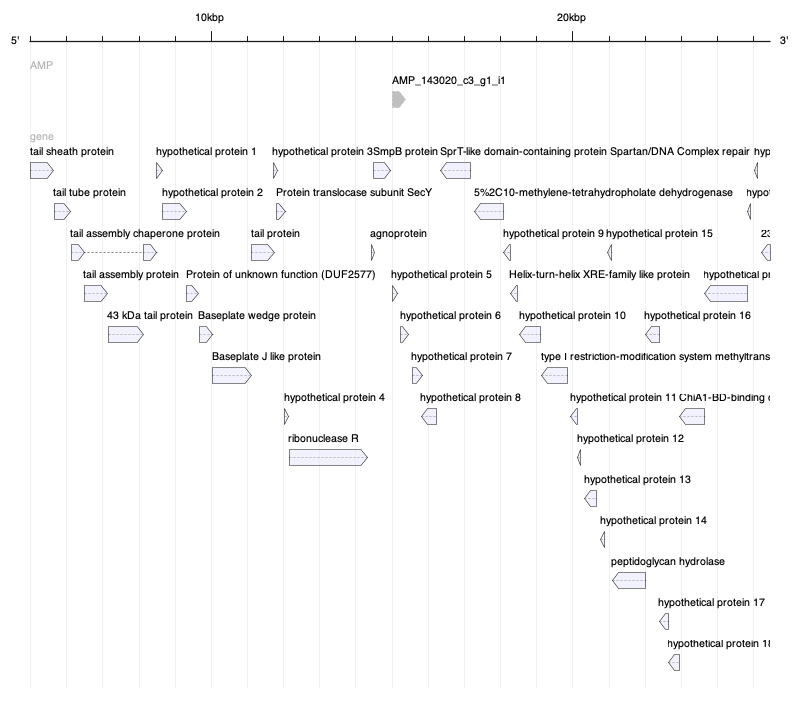 10kbp 20kbp
5' 3'
AMP
AMP_143020_c3_g1_i1
gene
tail sheath protein hypothetical protein 1 hypothetical protein 3 SmpB protein SprT-like domain-containing protein Spartan/DNA Complex repair hyp
tail tube protein hypothetical protein 2 Protein translocase subunit SecY 5%2C10-methylene-tetrahydropholate dehydrogenase hypot
tail assembly chaperone protein tail protein agnoprotein hypothetical protein 9 hypothetical protein 15 23
tail assembly protein Protein of unknown function (DUF2577) hypothetical protein 5 Helix-turn-helix XRE-family like protein hypothetical pr
43 kDa tail protein Baseplate wedge protein hypothetical protein 6 hypothetical protein 10 hypothetical protein 16
Baseplate J like protein hypothetical protein 7 type I restriction-modification system methyltrans
hypothetical protein 4 hypothetical protein 8 hypothetical protein 11 ChiA1-BD-binding
ribonuclease R hypothetical protein 12
hypothetical protein 13
hypothetical protein 14
peptidoglycan hydrolase
hypothetical protein 17
hypothetical protein 18